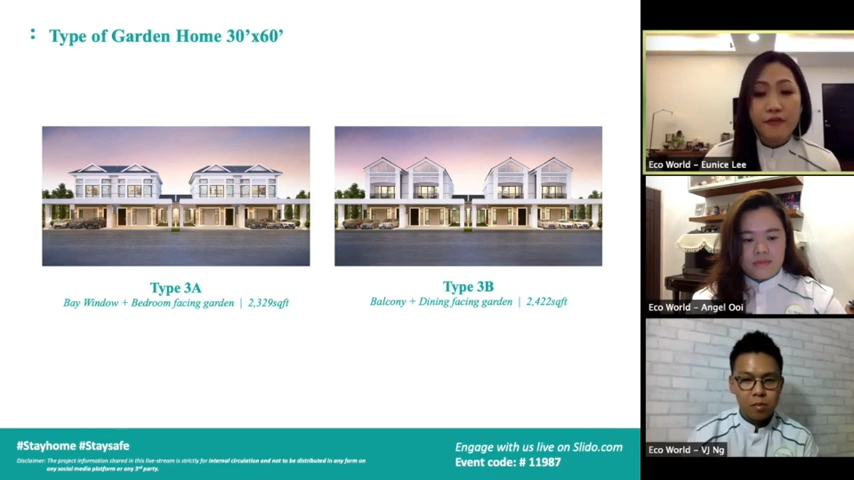 : Type of Garden Home 30’x60’
Type 3A
Bay Window + Bedroom facing garden | 2,329sqft
Type 3B
Balcony + Dining facing garden | 2,422sqft
#Stayhome #Staysafe
Disclaimer: The project information shared in this live-stream is strictly for internal circulation and not to be distributed in any form on
any social media platform or any 3rd party.
Engage with us live on Slido.com
Event code: # 11987
Eco World – Eunice Lee
Eco World – Angel Ooi
Eco World – VJ Ng